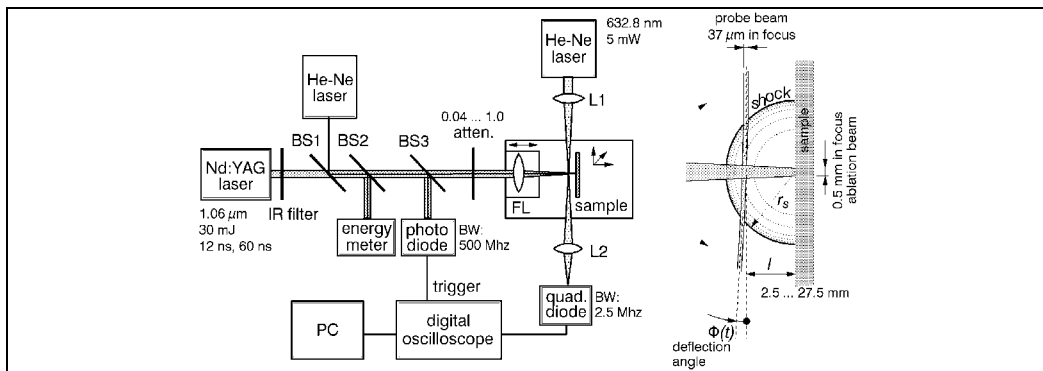 632.8 nm
5 mW
He-Ne
laser
L1
He-Ne
laser
0.04 ... 1.0
atten.
BS1
BS2
BS3
Nd:YAG
laser
IR filter
FL
sample
1.06 μm
30 mJ
12 ns, 60 ns
energy
meter
photo
diode
BW:
500 Mhz
L2
trigger
quad.
diode
BW:
2.5 Mhz
PC
digital
oscilloscope
probe beam
37 μm in focus
shock
sample
0.5 mm in focus
ablation beam
rs
l
2.5 ... 27.5 mm
Φ(t)
deflection
angle